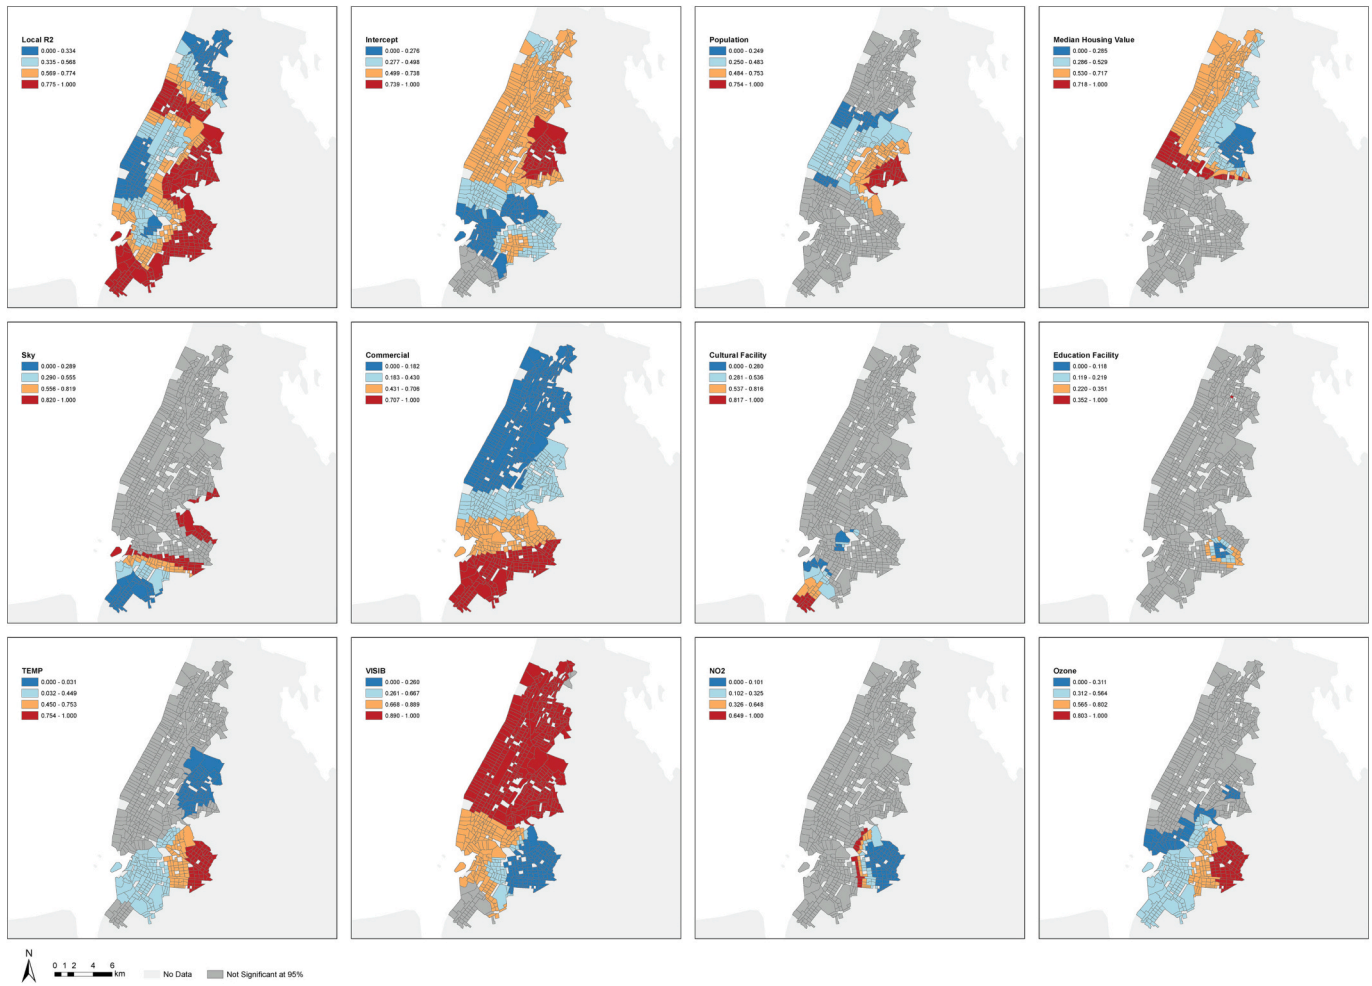 Local R2
0.000 - 0.334
0.335 - 0.568
0.569 - 0.774
0.775 - 1.000
Intercept
0.000 - 0.276
0.277 - 0.498
0.499 - 0.738
0.739 - 1.000
Population
0.000 - 0.249
0.250 - 0.483
0.484 - 0.753
0.754 - 1.000
Median Housing Value
0.000 - 0.285
0.286 - 0.529
0.530 - 0.717
0.718 - 1.000
Sky
0.000 - 0.289
0.290 - 0.555
0.556 - 0.819
0.820 - 1.000
Commercial
0.000 - 0.182
0.183 - 0.430
0.431 - 0.706
0.707 - 1.000
Cultural Facility
0.000 - 0.280
0.281 - 0.536
0.537 - 0.816
0.817 - 1.000
Education Facility
0.000 - 0.118
0.119 - 0.219
0.220 - 0.351
0.352 - 1.000
TEMP
0.000 - 0.031
0.032 - 0.449
0.450 - 0.753
0.754 - 1.000
VISIB
0.000 - 0.260
0.261 - 0.667
0.668 - 0.889
0.890 - 1.000
NO2
0.000 - 0.101
0.102 - 0.325
0.326 - 0.648
0.649 - 1.000
Ozone
0.000 - 0.311
0.312 - 0.564
0.565 - 0.802
0.803 - 1.000
N
0 1 2 4 6
km
No Data
Not Significant at 95%